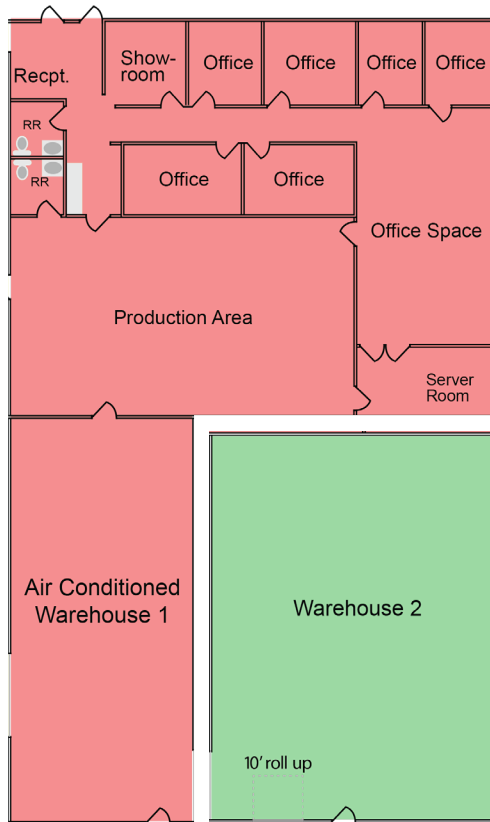 Recpt.
Show-
room
Office
Office
Office
Office
RR
RR
Office
Office
Office Space
Production Area
Server
Room
Air Conditioned
Warehouse 1
Warehouse 2
10' roll up